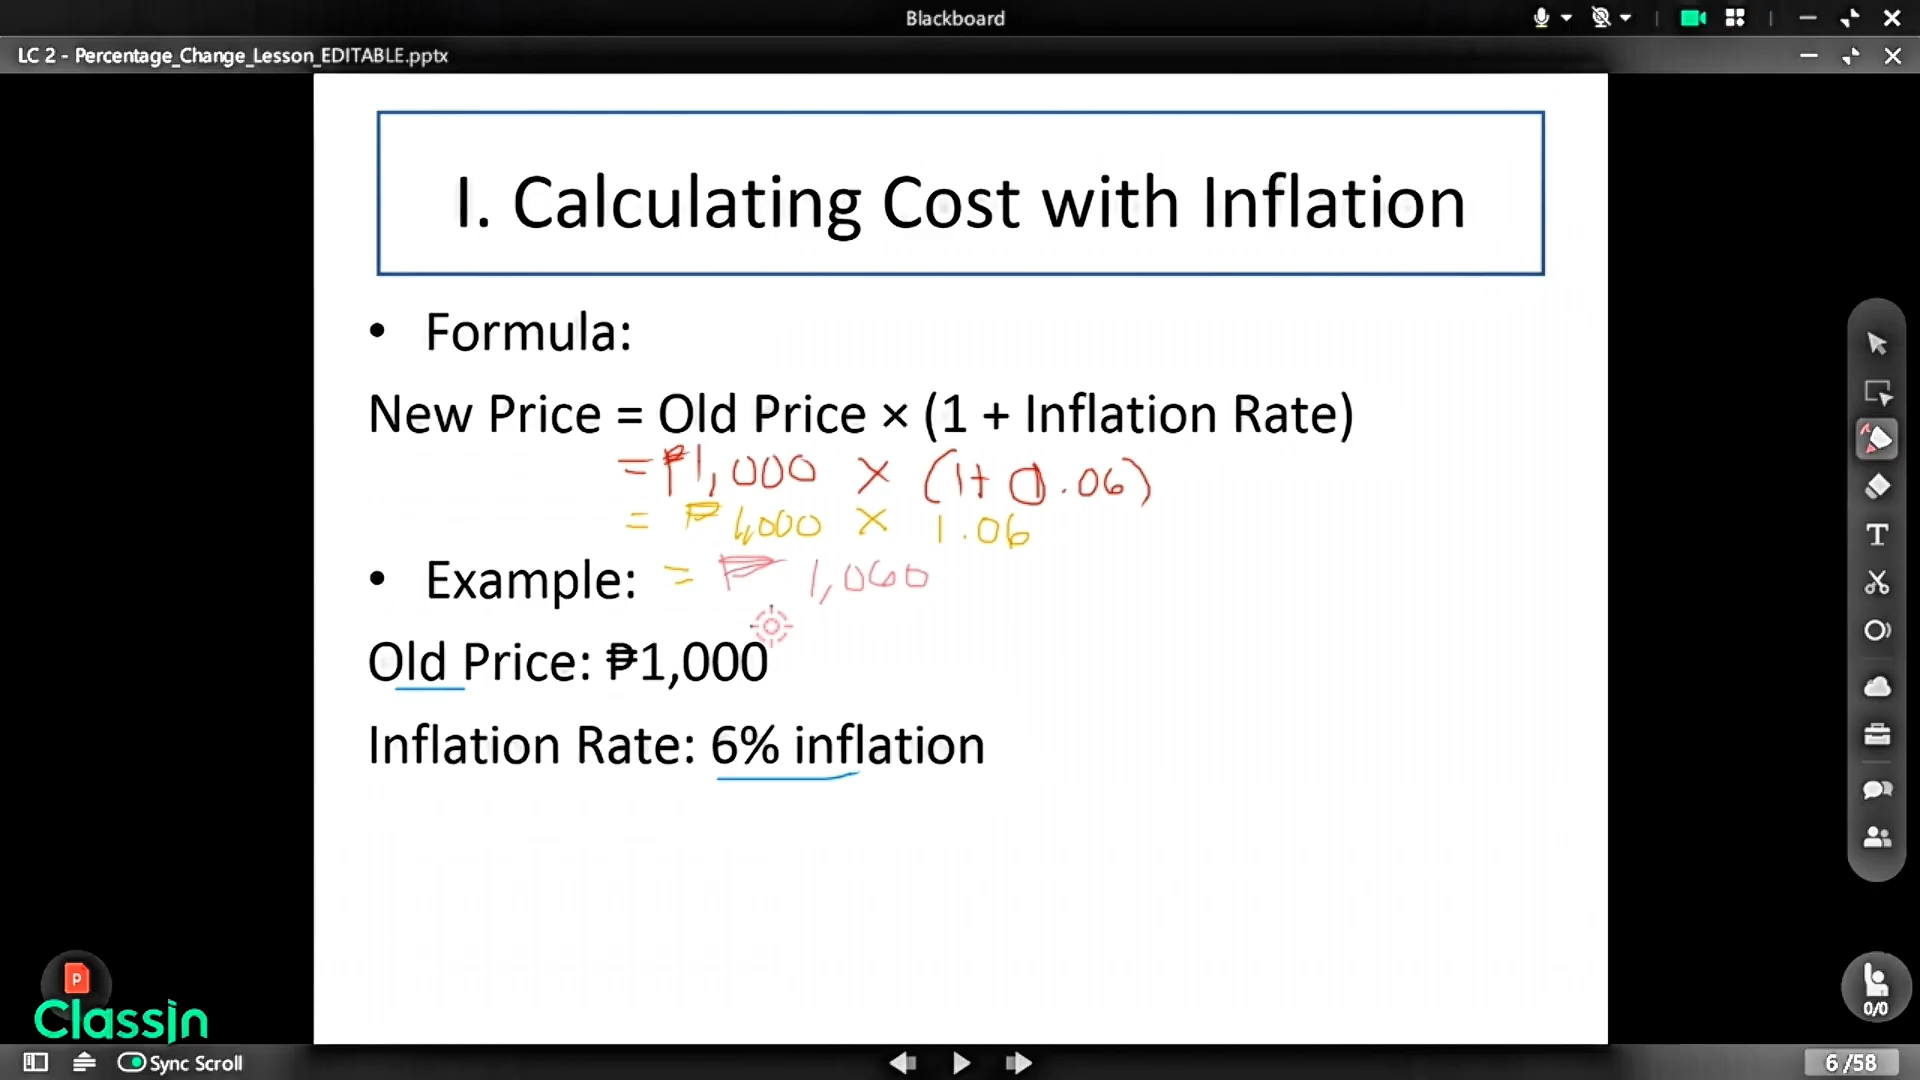 Blackboard
LC 2 - Percentage_Change_Lesson_EDITABLE.pptx
I. Calculating Cost with Inflation
• Formula:
New Price = Old Price × (1 + Inflation Rate)
= ₱1,000 × (1+ 0.06)
= ₱ 1,000 × 1.06
• Example: = ₱ 1,060
Old Price: ₱1,000
Inflation Rate: 6% inflation
T
P
ClassIn
0/0
Sync Scroll
6/58